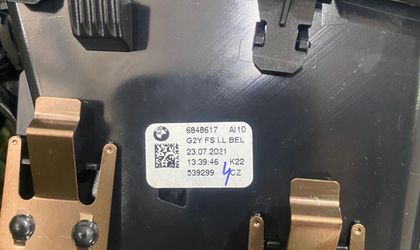 6848617 AI10
G2Y FS LL BEL
23.07.2021
13:39:46 K22
539299 CZ